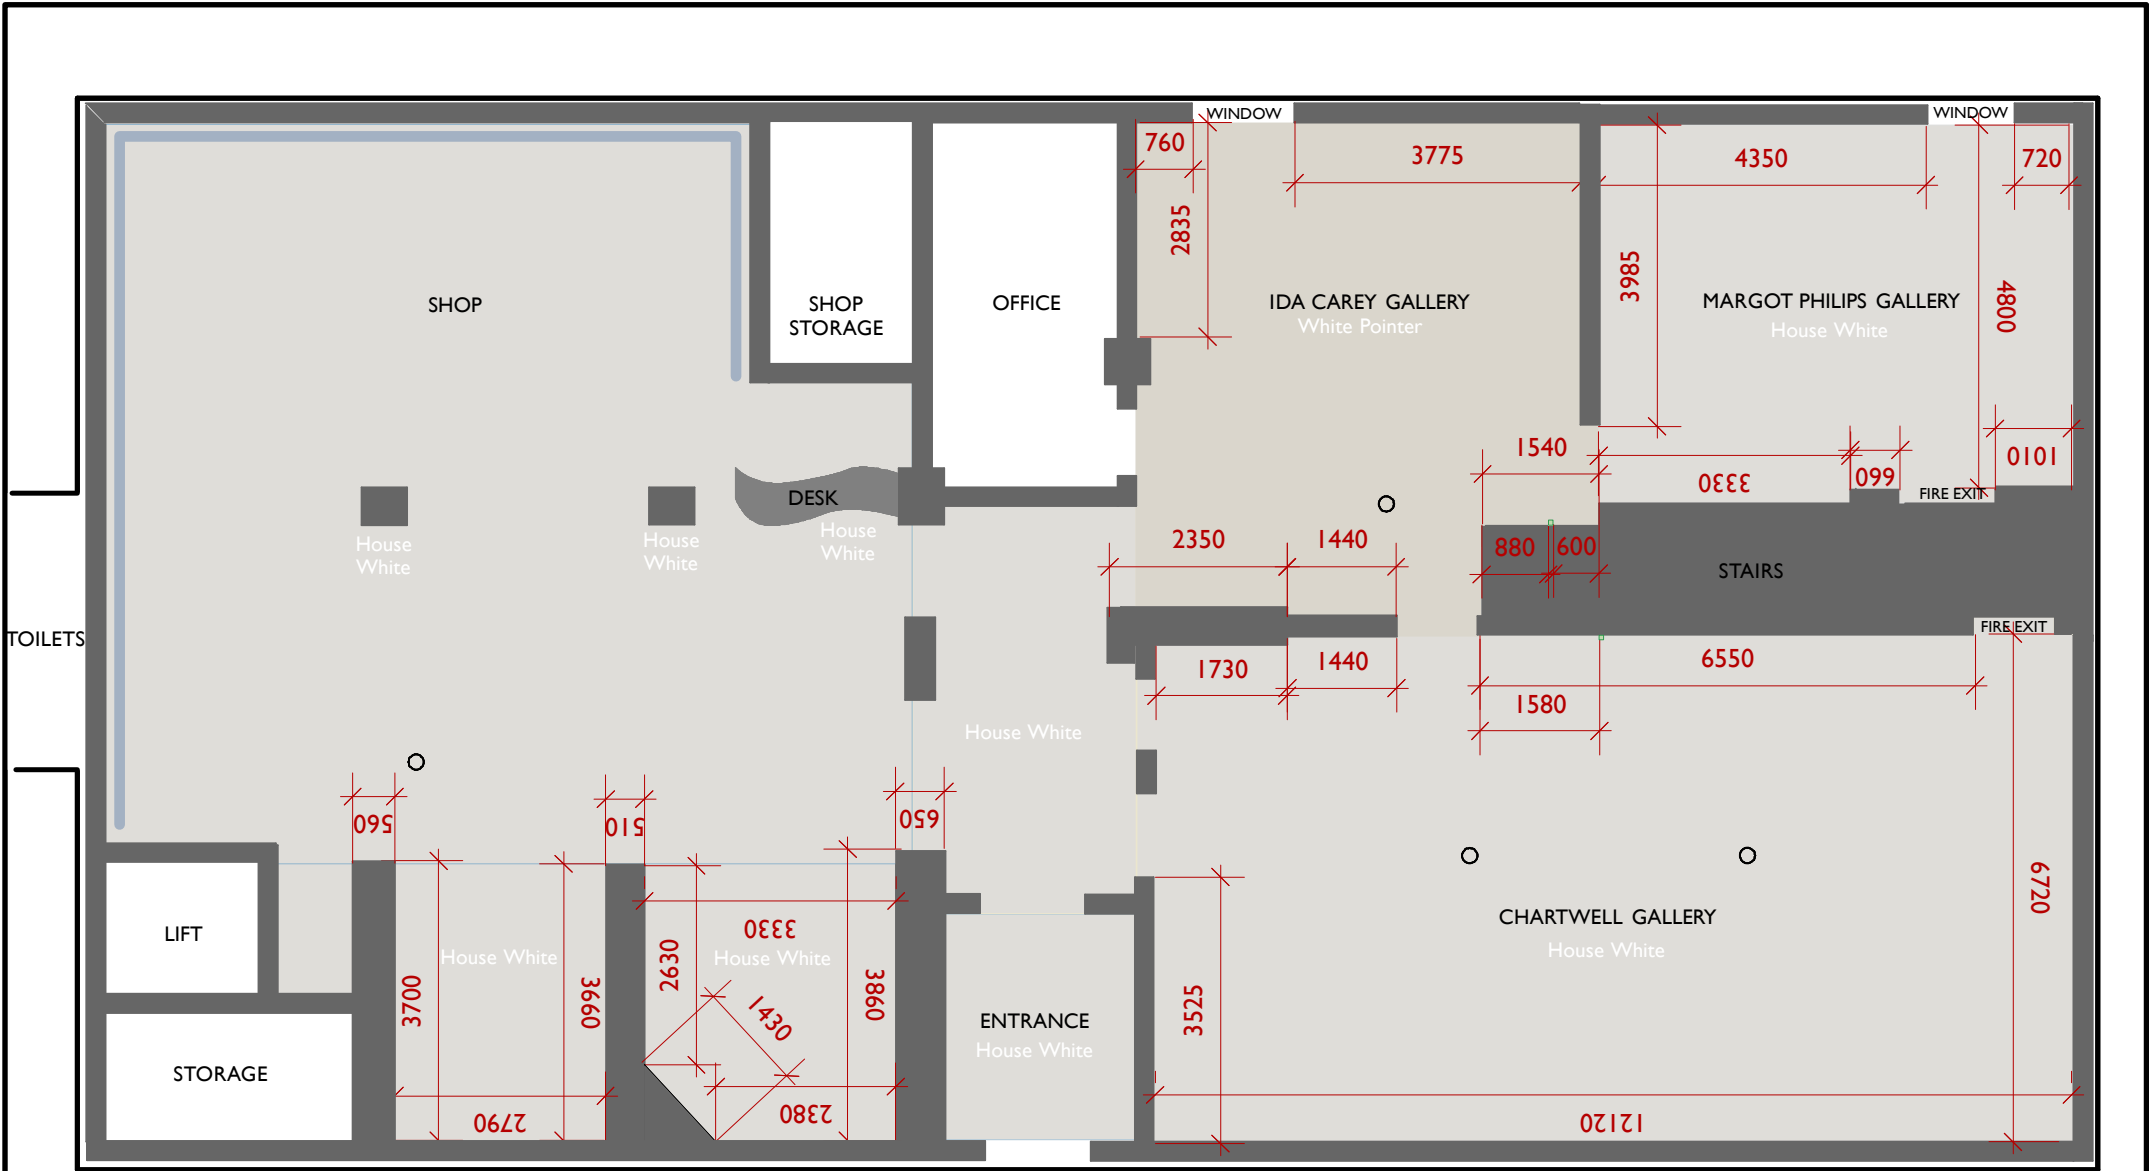 WINDOW
WINDOW
760
3775
4350
720
2835
3985
4800
SHOP
SHOP
STORAGE
OFFICE
IDA CAREY GALLERY
White Pointer
MARGOT PHILIPS GALLERY
House White
1540
3330
660
1010
FIRE EXIT
DESK
House
White
House
White
House
White
2350
1440
880
600
STAIRS
TOILETS
FIRE EXIT
1730
1440
6550
1580
House White
560
510
650
6720
CHARTWELL GALLERY
House White
LIFT
House White
3330
House White
2630
3700
3660
3860
1430
3525
ENTRANCE
House White
STORAGE
2790
2380
12120